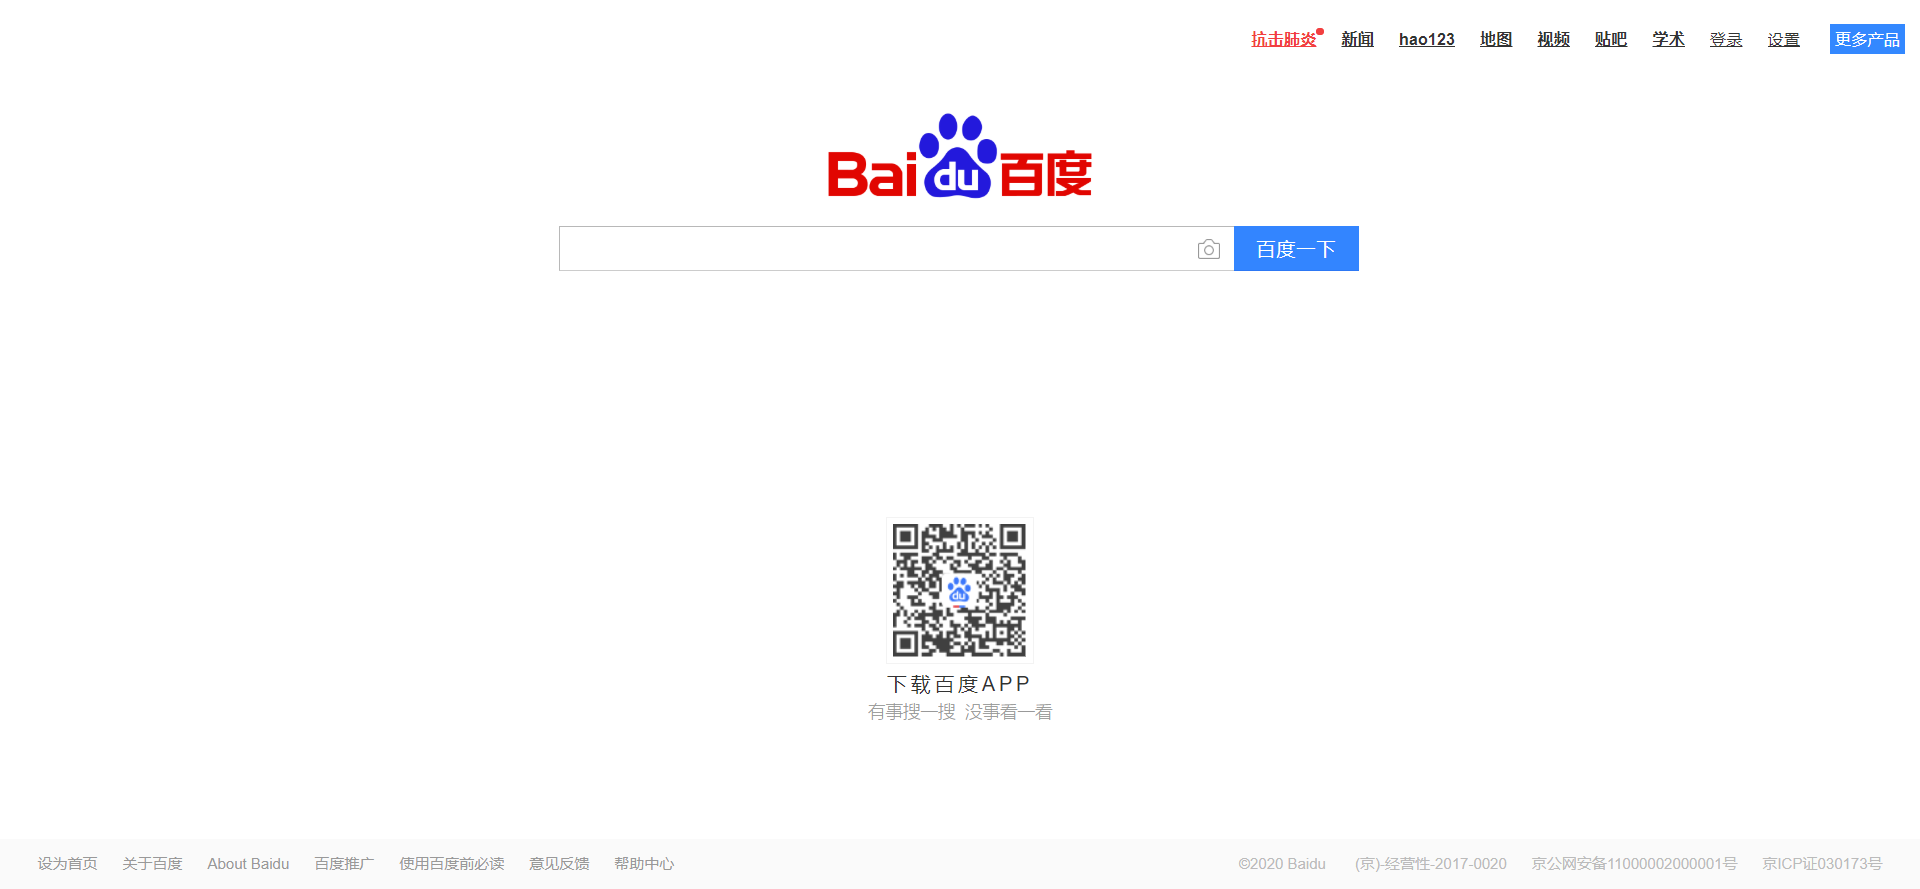 抗击肺炎 新闻 hao123 地图 视频 贴吧 学术 登录 设置 更多产品
Bai du 百度
百度一下
du
下载百度APP
有事搜一搜 没事看一看
设为首页 关于百度 About Baidu 百度推广 使用百度前必读 意见反馈 帮助中心 ©2020 Baidu (京)-经营性-2017-0020 京公网安备11000002000001号 京ICP证030173号